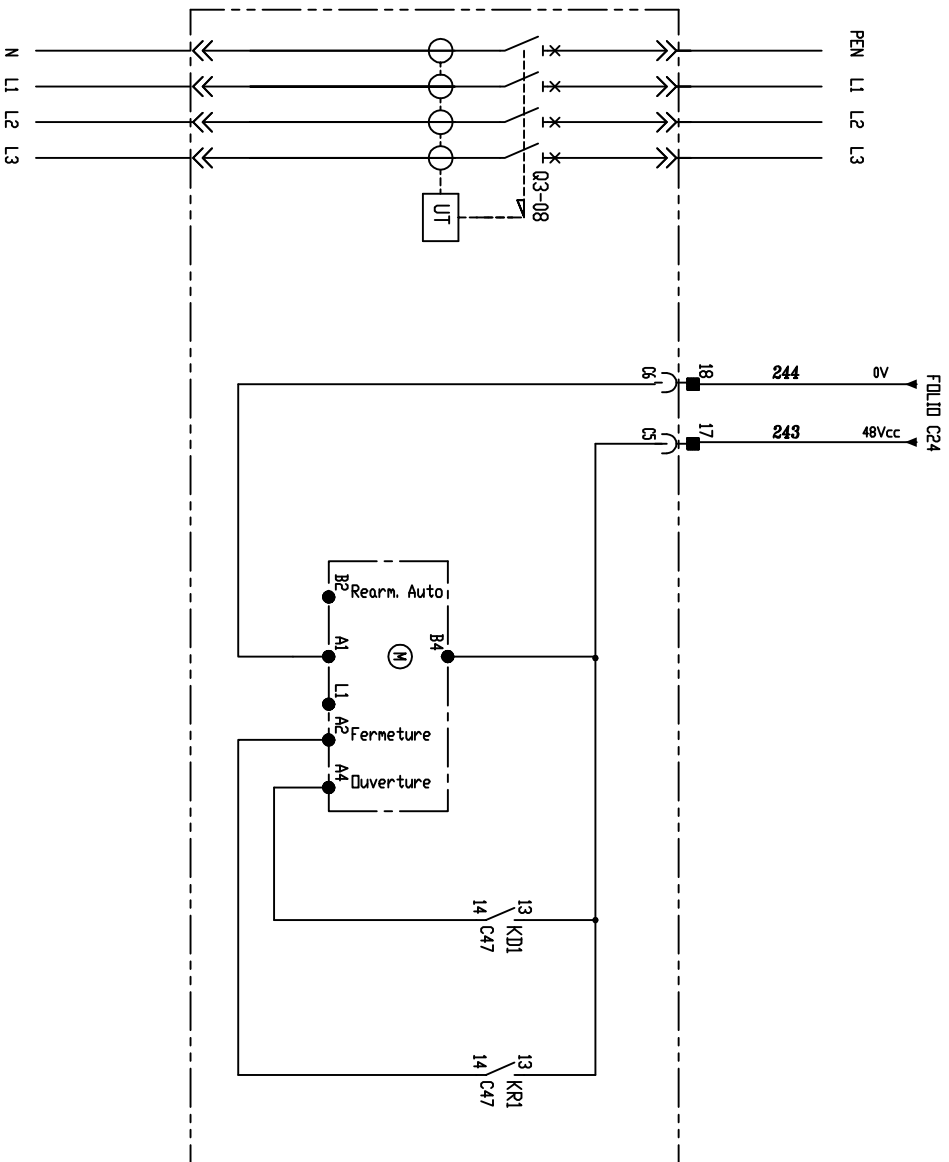 PEN
L1
L2
L3
N
L1
L2
L3
Q3-08
UT
FOLIO C24
0V
48Vcc
244
243
18
17
C6
C5
B2
Rearm. Auto
A1
M
B4
L1
A2
Fermeture
A4
Ouverture
13
14
KD1
C47
13
14
KR1
C47